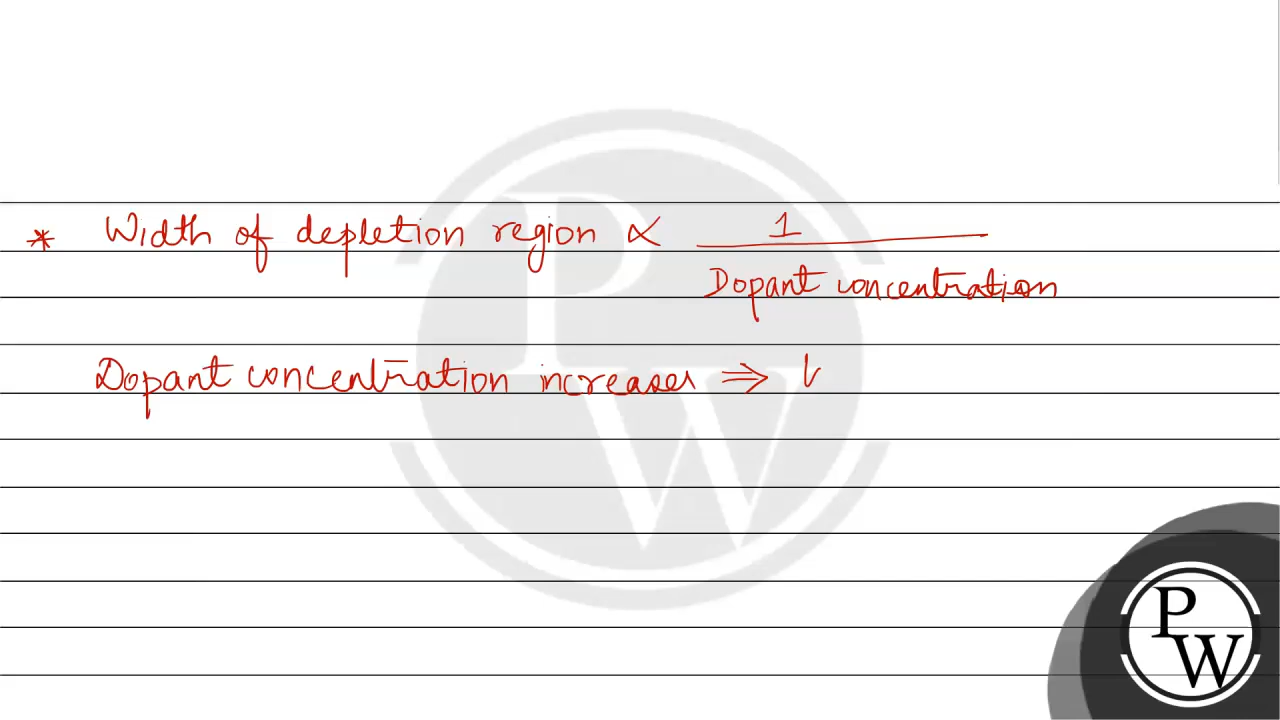 * Width of depletion region ∝ 1
Dopant concentration
Dopant concentration increases ⇒
P
W
P
W